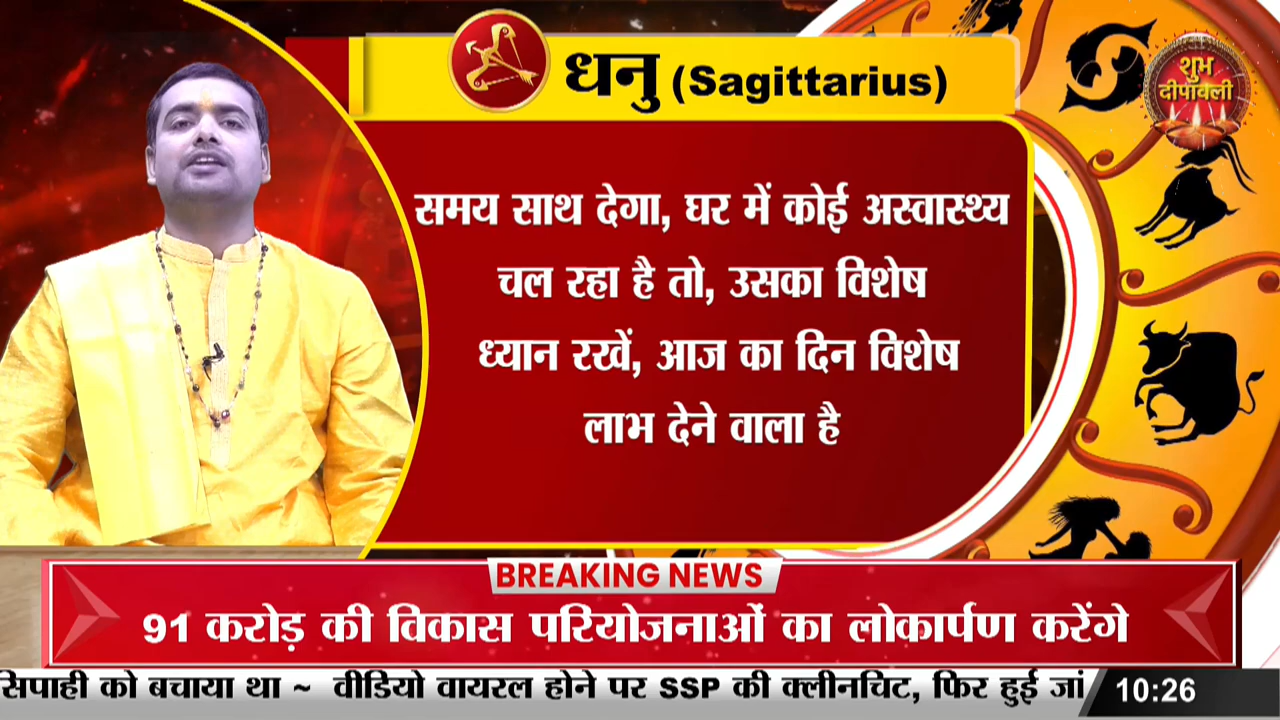 धनु (Sagittarius)
शुभ
दीपावली
समय साथ देगा, घर में कोई अस्वास्थ्य
चल रहा है तो, उसका विशेष
ध्यान रखें, आज का दिन विशेष
लाभ देने वाला है
BREAKING NEWS
91 करोड़ की विकास परियोजनाओं का लोकार्पण करेंगे
सिपाही को बचाया था ~ वीडियो वायरल होने पर SSP की क्लीनचिट, फिर हुई जां
10:26